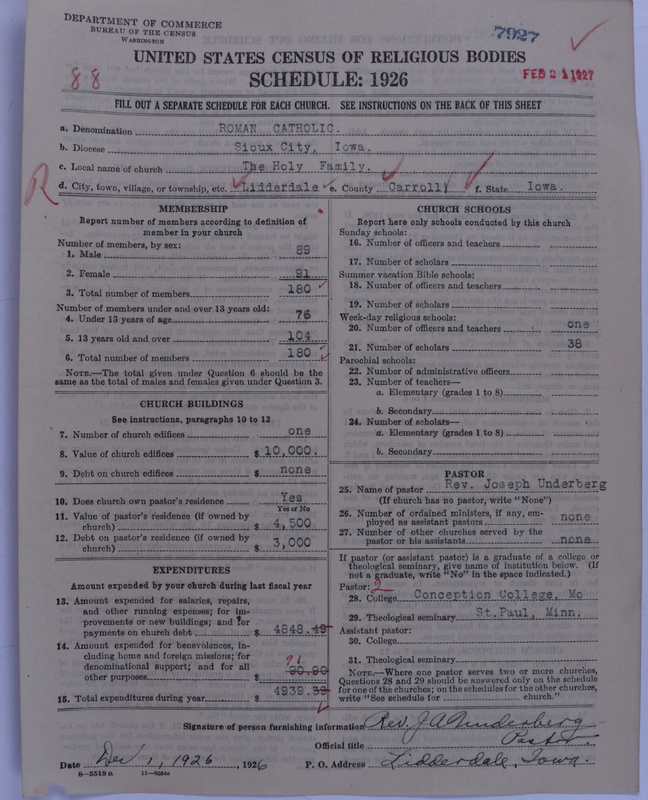 DEPARTMENT OF COMMERCE
BUREAU OF THE CENSUS
WASHINGTON
7927
UNITED STATES CENSUS OF RELIGIOUS BODIES
SCHEDULE: 1926
88
FEB 21 1927
FILL OUT A SEPARATE SCHEDULE FOR EACH CHURCH. SEE INSTRUCTIONS ON THE BACK OF THIS SHEET
a. Denomination ROMAN CATHOLIC.
b. Diocese Sioux City, Iowa.
c. Local name of church The Holy Family.
R
d. City, town, village, or township, etc. Lidderdale e. County Carroll f. State Iowa.
MEMBERSHIP
Report number of members according to definition of
member in your church
Number of members, by sex:
1. Male 89
2. Female 91
3. Total number of members 180
Number of members under and over 13 years old:
4. Under 13 years of age 76
5. 13 years old and over 104
6. Total number of members 180
NOTE.—The total given under Question 6 should be the
same as the total of males and females given under Question 3.
CHURCH BUILDINGS
See instructions, paragraphs 10 to 12
7. Number of church edifices one
8. Value of church edifices $ 10,000.
9. Debt on church edifices $ none
10. Does church own pastor's residence Yes
Yes or No
11. Value of pastor's residence (if owned by
church) $ 4,500
12. Debt on pastor's residence (if owned by
church) $ 3,000
EXPENDITURES
Amount expended by your church during last fiscal year
13. Amount expended for salaries, repairs,
and other running expenses; for im-
provements or new buildings; and for
payments on church debt $ 4848.49
14. Amount expended for benevolences, in-
cluding home and foreign missions; for
denominational support; and for all
91
other purposes $ 90.90
15. Total expenditures during year $ 4939.39
CHURCH SCHOOLS
Report here only schools conducted by this church
Sunday schools:
16. Number of officers and teachers
17. Number of scholars
Summer vacation Bible schools:
18. Number of officers and teachers
19. Number of scholars
Week-day religious schools:
20. Number of officers and teachers one
21. Number of scholars 38
Parochial schools:
22. Number of administrative officers
23. Number of teachers—
a. Elementary (grades 1 to 8)
b. Secondary
24. Number of scholars—
a. Elementary (grades 1 to 8)
b. Secondary
PASTOR
25. Name of pastor Rev. Joseph Underberg
(If church has no pastor, write "None")
26. Number of ordained ministers, if any, em-
ployed as assistant pastors none
27. Number of other churches served by the
pastor or his assistants none
If pastor (or assistant pastor) is a graduate of a college or
theological seminary, give name of institution below. (If
not a graduate, write "No" in the space indicated.)
Pastor: 2
28. College Conception College, Mo
29. Theological seminary St.Paul, Minn.
Assistant pastor:
30. College
31. Theological seminary
NOTE.—Where one pastor serves two or more churches,
Questions 28 and 29 should be answered only on the schedule
for one of the churches; on the schedules for the other churches,
write "See schedule for church."
Signature of person furnishing information Rev. J A Underberg
Official title Pastor
Date Dec 1, 1926, 1926 P. O. Address Lidderdale, Iowa.